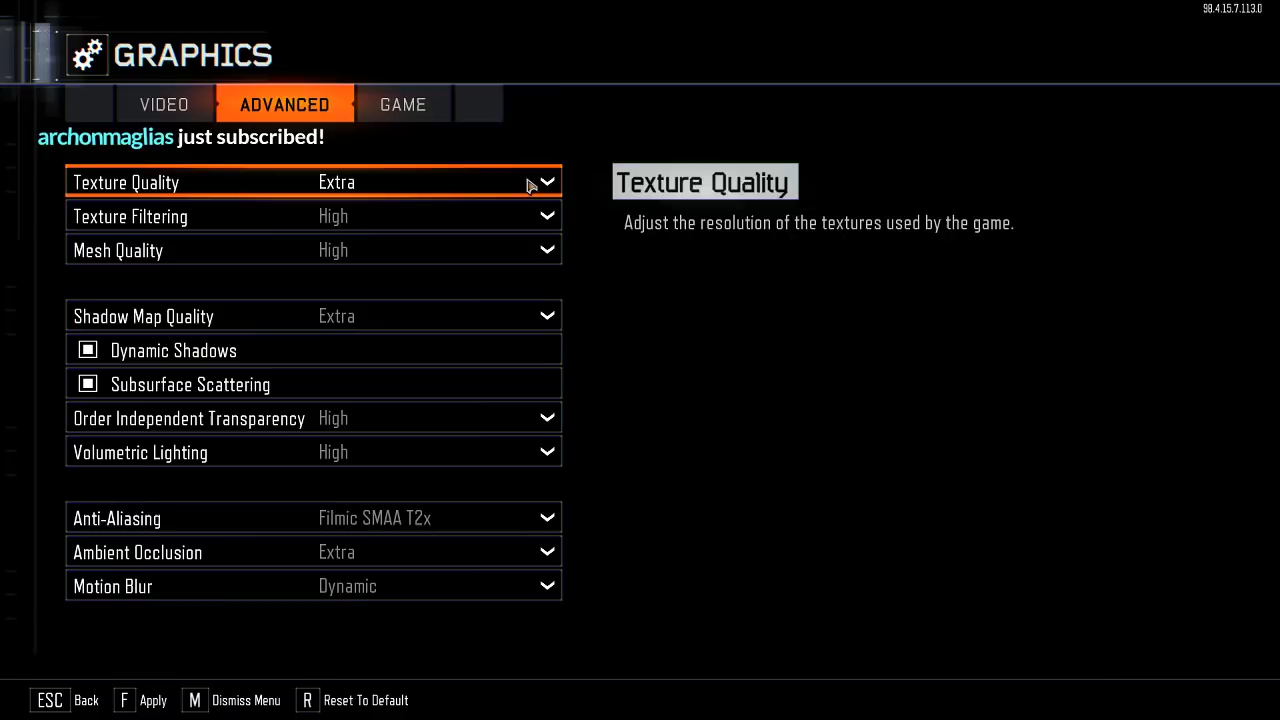 98.4.15.7.113.0
GRAPHICS
VIDEO ADVANCED GAME
archonmaglias just subscribed!
Texture Quality Extra
Texture Quality
Texture Filtering High
Adjust the resolution of the textures used by the game.
Mesh Quality High
Shadow Map Quality Extra
Dynamic Shadows
Subsurface Scattering
Order Independent Transparency High
Volumetric Lighting High
Anti-Aliasing Filmic SMAA T2x
Ambient Occlusion Extra
Motion Blur Dynamic
ESC Back F Apply M Dismiss Menu R Reset To Default